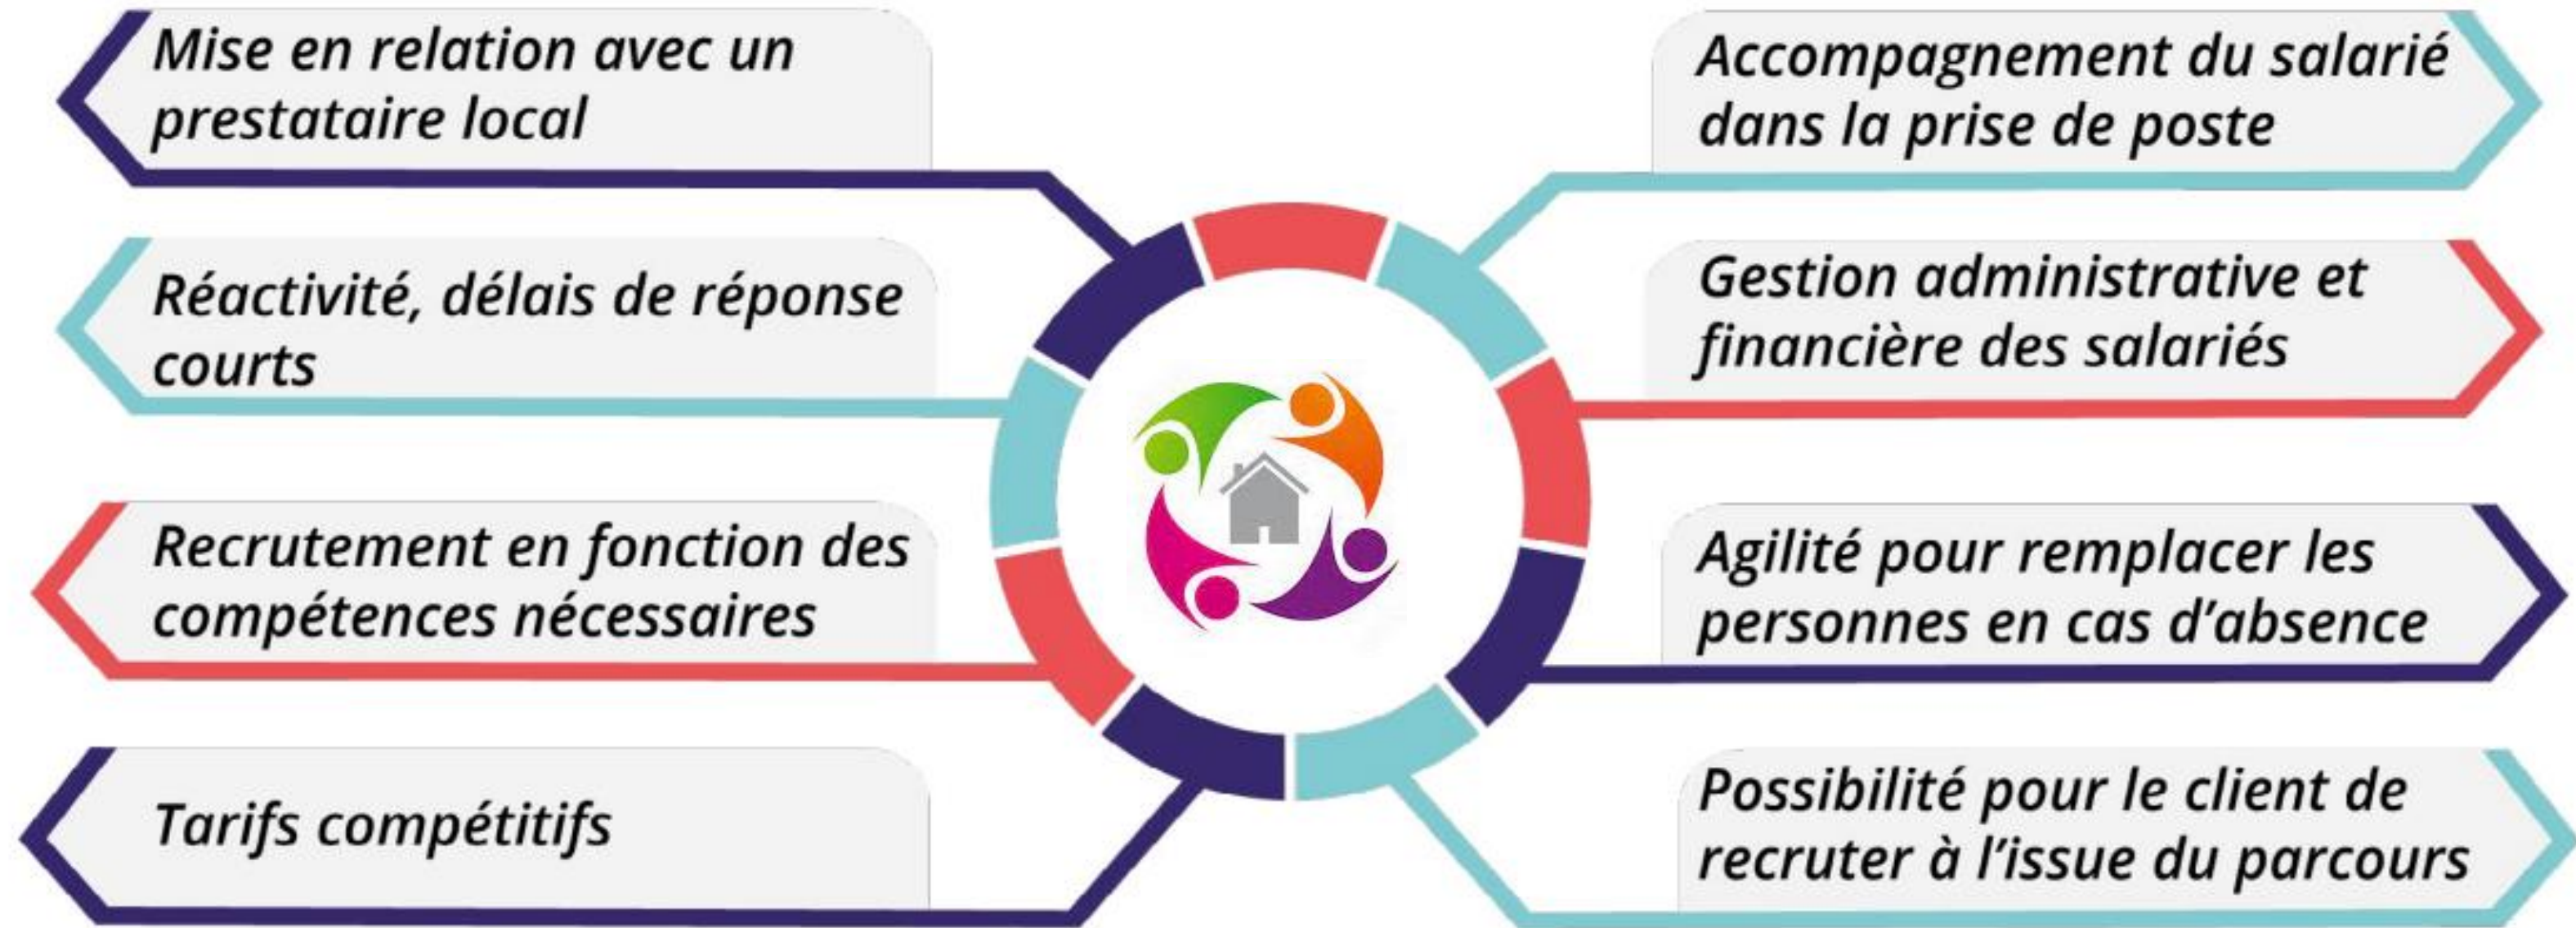 Mise en relation avec un
prestataire local
Réactivité, délais de réponse
courts
Recrutement en fonction des
compétences nécessaires
Tarifs compétitifs
Accompagnement du salarié
dans la prise de poste
Gestion administrative et
financière des salariés
Agilité pour remplacer les
personnes en cas d’absence
Possibilité pour le client de
recruter à l’issue du parcours